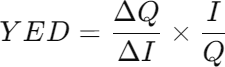 YED = ΔQ/ΔI × I/Q